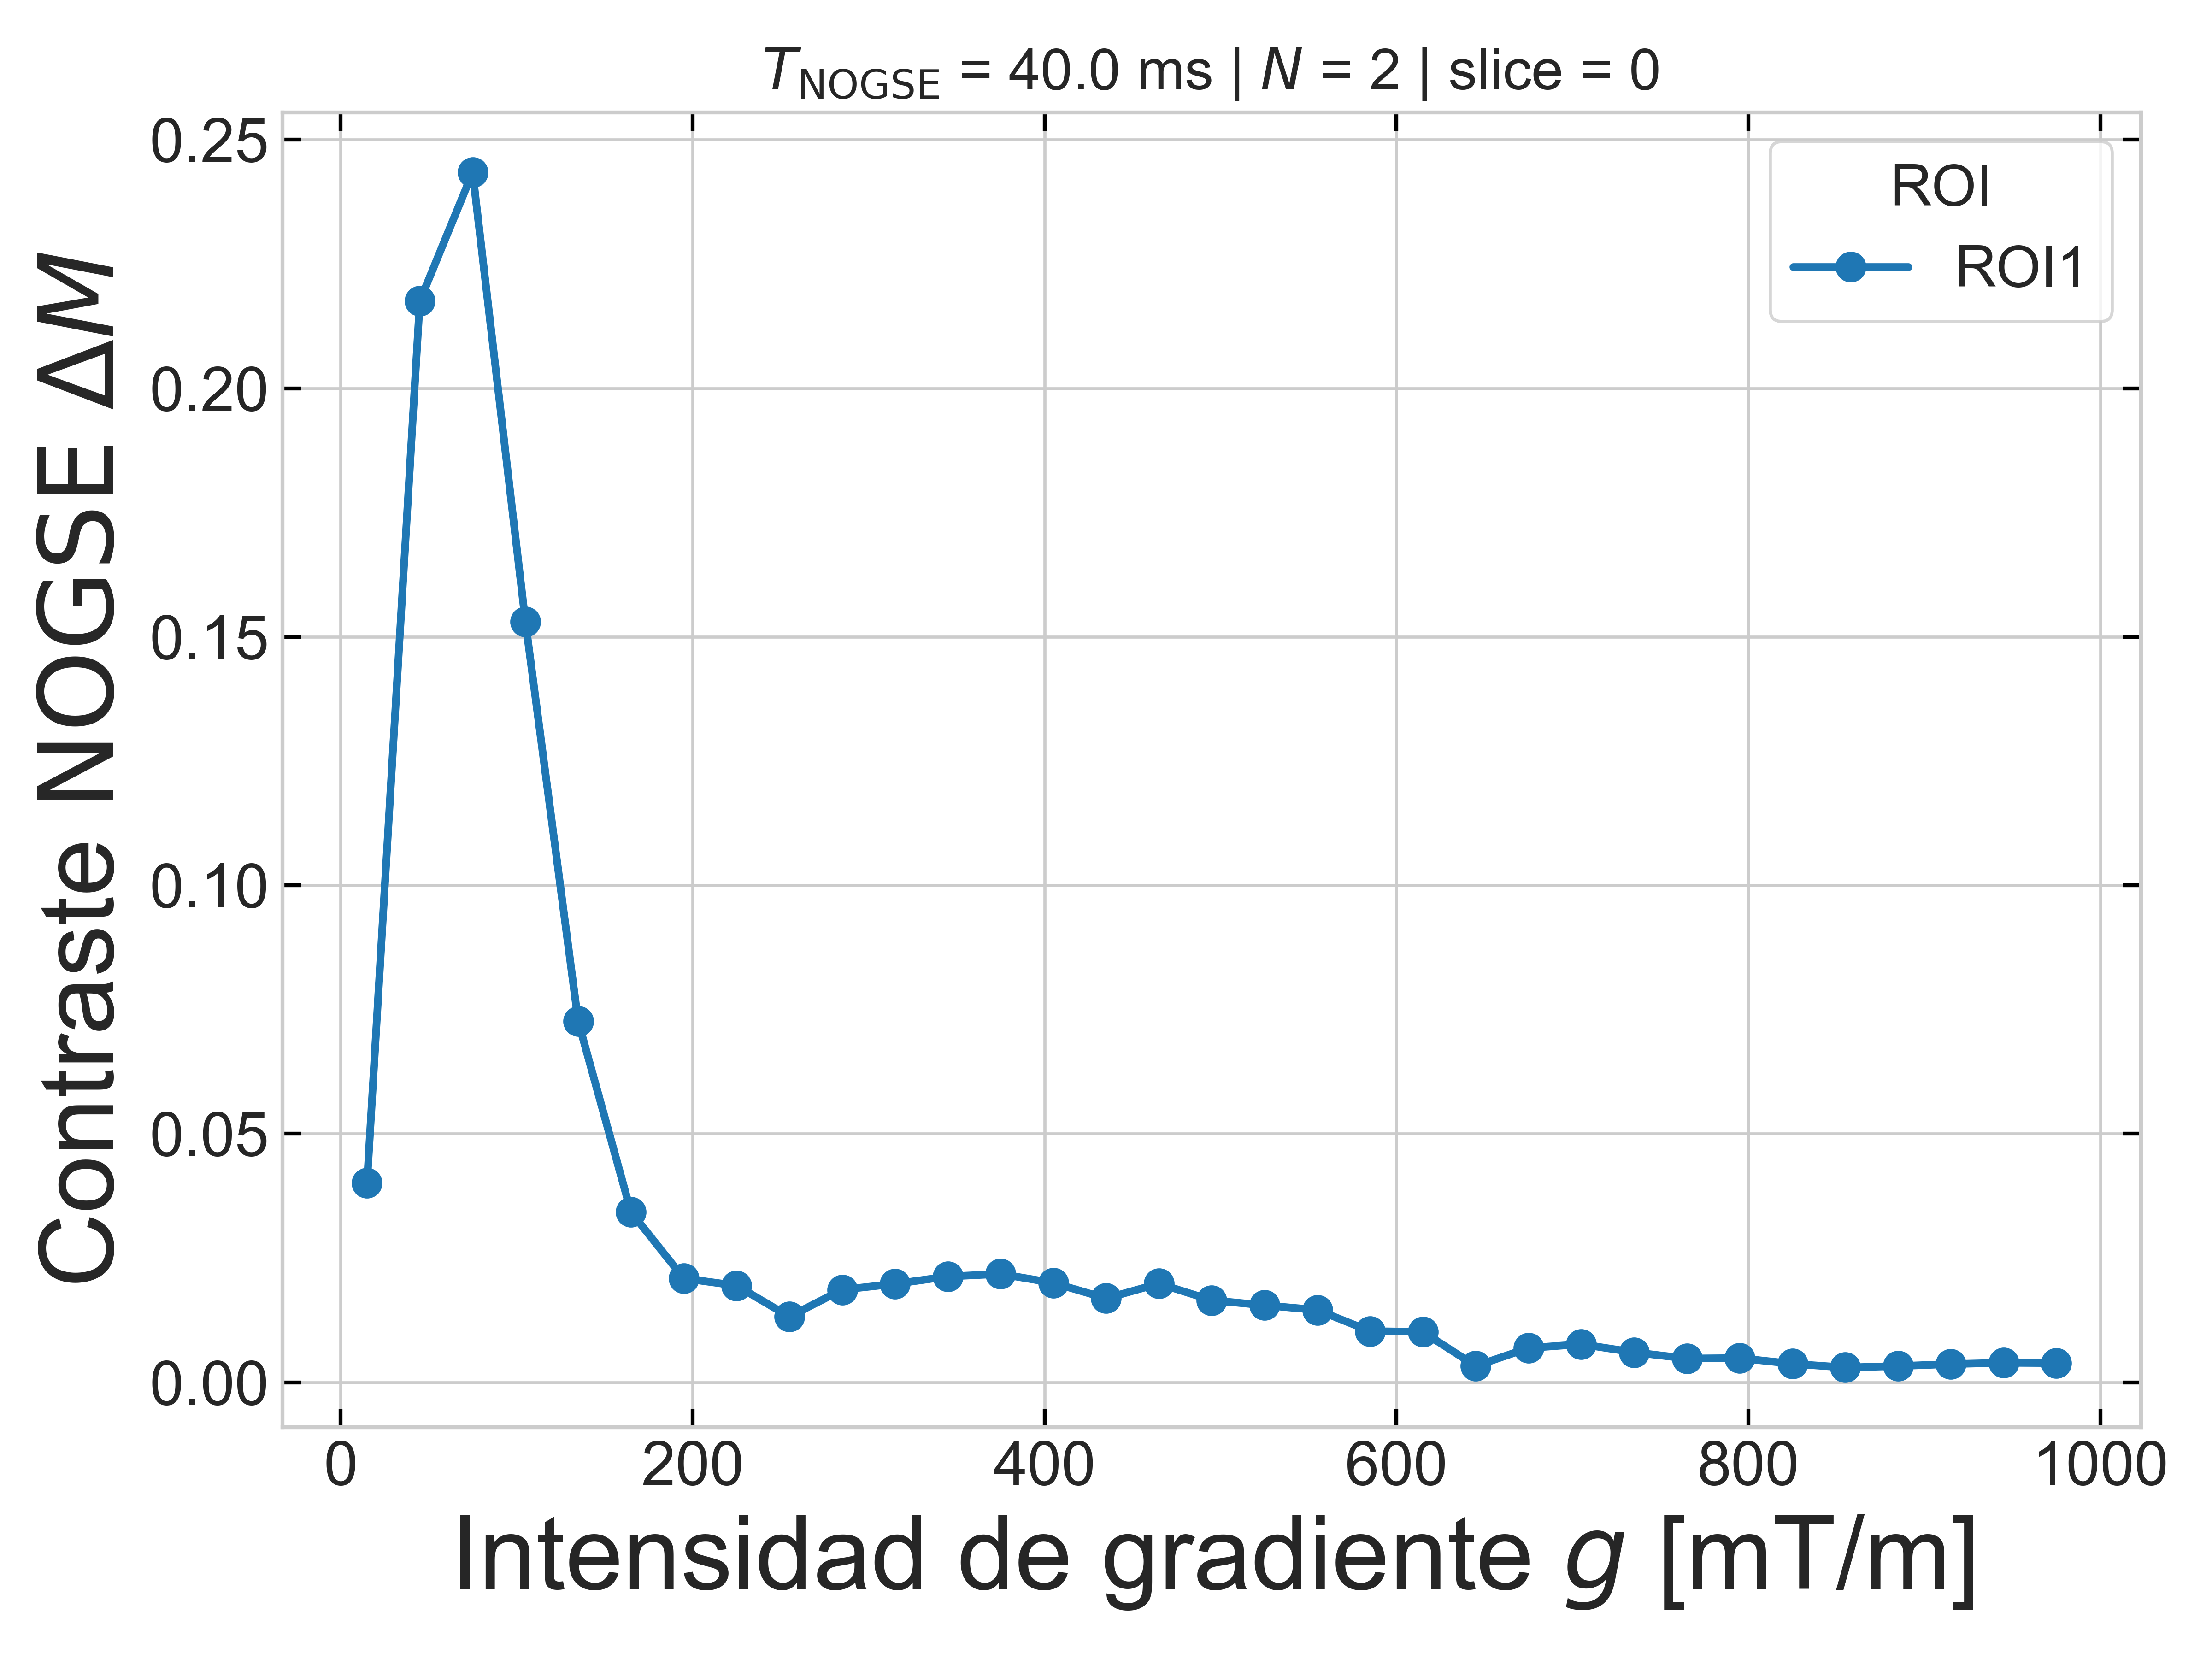 T_NOGSE = 40.0 ms | N = 2 | slice = 0
Contraste NOGSE ΔM
0.25
0.20
0.15
0.10
0.05
0.00
ROI
ROI1
0 200 400 600 800 1000
Intensidad de gradiente g [mT/m]